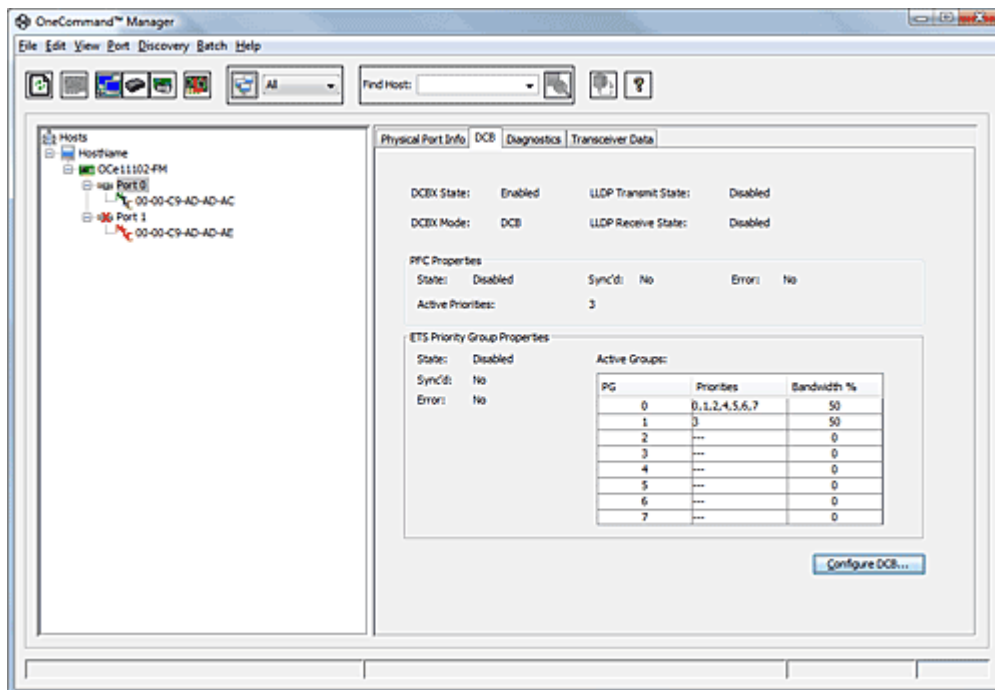 OneCommand™ Manager
File Edit View Port Discovery Batch Help
All
Find Host:
Hosts
HostName
OCe11102-FM
Port 0
00-00-C9-AD-AD-AC
Port 1
00-00-C9-AD-AD-AE
Physical Port Info DCB Diagnostics Transceiver Data
DCBX State: Enabled LLDP Transmit State: Disabled
DCBX Mode: DCB LLDP Receive State: Disabled
PFC Properties
State: Disabled Sync'd: No Error: No
Active Priorities: 3
ETS Priority Group Properties
State: Disabled Active Groups:
Sync'd: No
Error: No
PG Priorities Bandwidth %
0 0,1,2,4,5,6,7 50
1 3 50
2 --- 0
3 --- 0
4 --- 0
5 --- 0
6 --- 0
7 --- 0
Configure DCB...